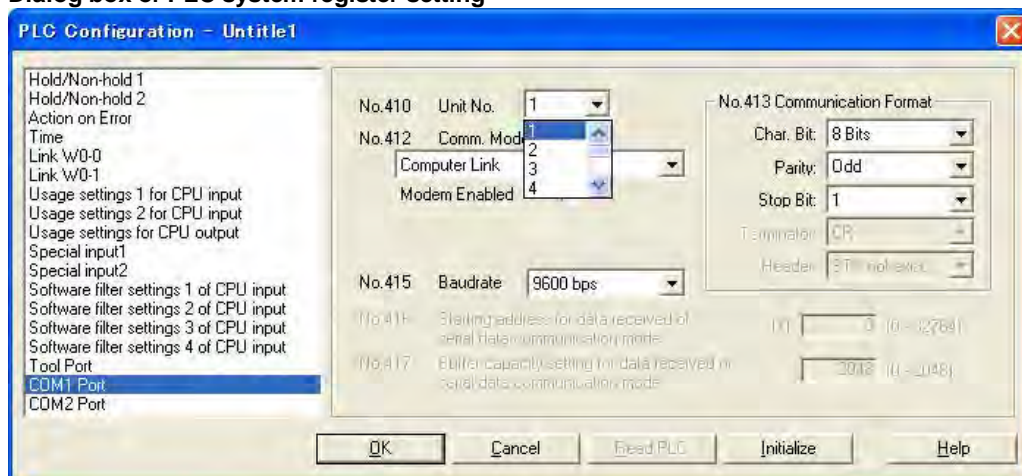 Dialog box of PLC system register setting
PLC Configuration - Untitle1
Hold/Non-hold 1
Hold/Non-hold 2
Action on Error
Time
Link W0-0
Link W0-1
Usage settings 1 for CPU input
Usage settings 2 for CPU input
Usage settings for CPU output
Special input1
Special input2
Software filter settings 1 of CPU input
Software filter settings 2 of CPU input
Software filter settings 3 of CPU input
Software filter settings 4 of CPU input
Tool Port
COM1 Port
COM2 Port
No.410 Unit No. 1
1
2
3
4
No.412 Comm. Mod
Computer Link
Modem Enabled
No.413 Communication Format
Char. Bit: 8 Bits
Parity: Odd
Stop Bit: 1
Terminator: CR
Header: STX not exist
No.415 Baudrate 9600 bps
No.416 Starting address for data received of
serial data communication mode
0 (0 - 32764)
No.417 Buffer capacity setting for data received of
serial data communication mode
2048 (0 - 2048)
OK Cancel Read PLC Initialize Help